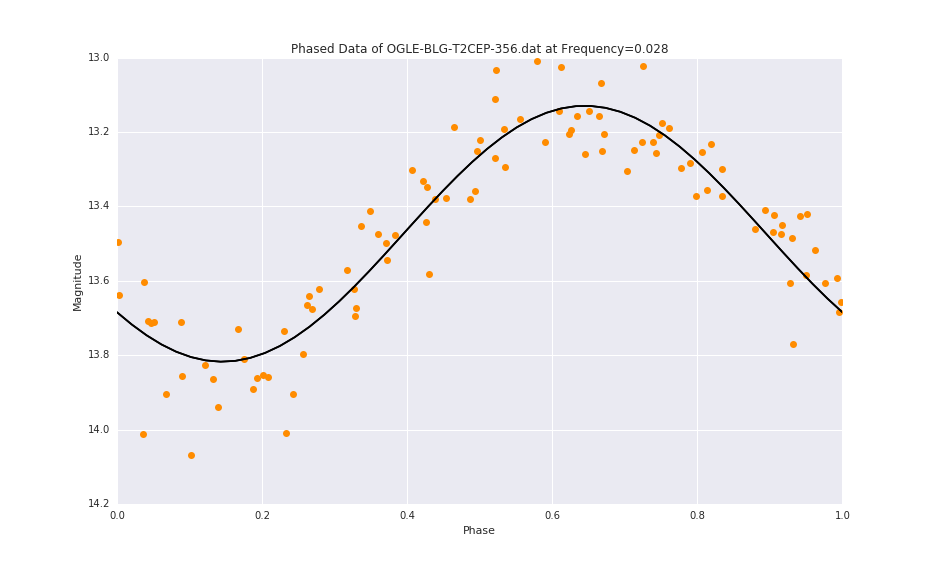 Phased Data of OGLE-BLG-T2CEP-356.dat at Frequency=0.028
13.0
13.2
13.4
13.6
13.8
14.0
14.2
Magnitude
0.0 0.2 0.4 0.6 0.8 1.0
Phase